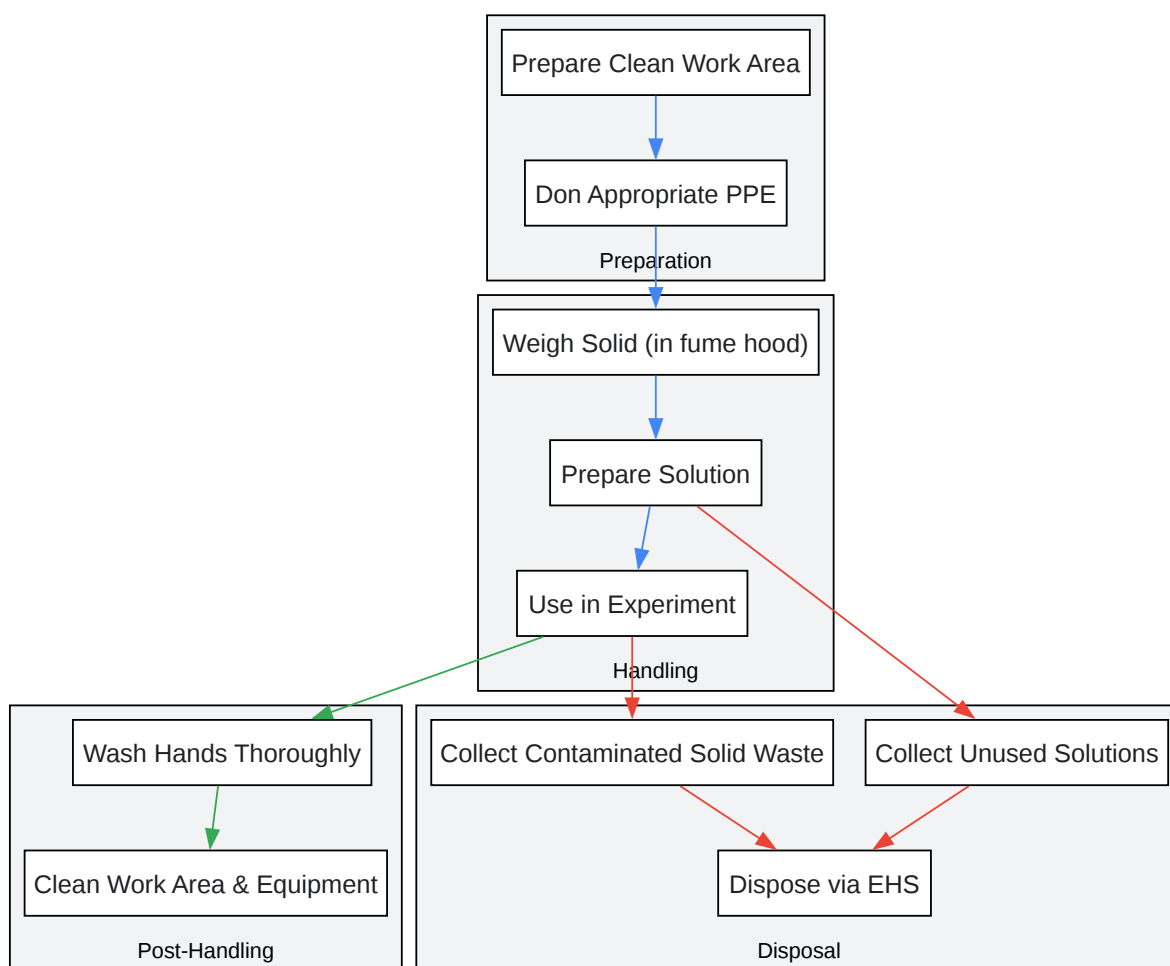 Prepare Clean Work Area
Don Appropriate PPE
Preparation
Weigh Solid (in fume hood)
Prepare Solution
Use in Experiment
Handling
Wash Hands Thoroughly
Clean Work Area & Equipment
Post-Handling
Collect Contaminated Solid Waste
Collect Unused Solutions
Dispose via EHS
Disposal